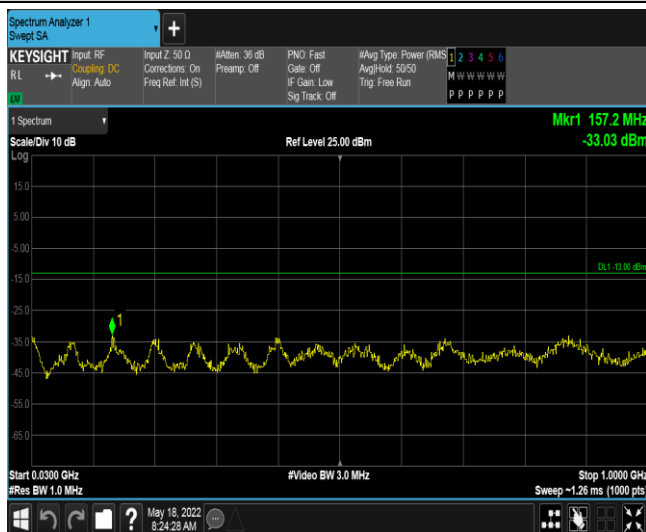 Spectrum Analyzer 1
Swept SA
+
KEYSIGHT
RL
Input: RF
Coupling: DC
Align: Auto
Input Z: 50 Ω
Corrections: On
Freq Ref: Int (S)
#Atten: 36 dB
Preamp: Off
PNO: Fast
Gate: Off
IF Gain: Low
Sig Track: Off
#Avg Type: Power (RMS
Avg|Hold: 50/50
Trig: Free Run
1 2 3 4 5 6
M W W W W W
P P P P P P
1 Spectrum
Scale/Div 10 dB
Ref Level 25.00 dBm
Mkr1 157.2 MHz
-33.03 dBm
Log
15.0
5.00
-5.00
-15.0
-25.0
-35.0
-45.0
-55.0
-65.0
DL1 -13.00 dBm
1
Start 0.0300 GHz
#Res BW 1.0 MHz
#Video BW 3.0 MHz
Stop 1.0000 GHz
Sweep ~1.26 ms (1000 pts)
?
May 18, 2022
8:24:28 AM